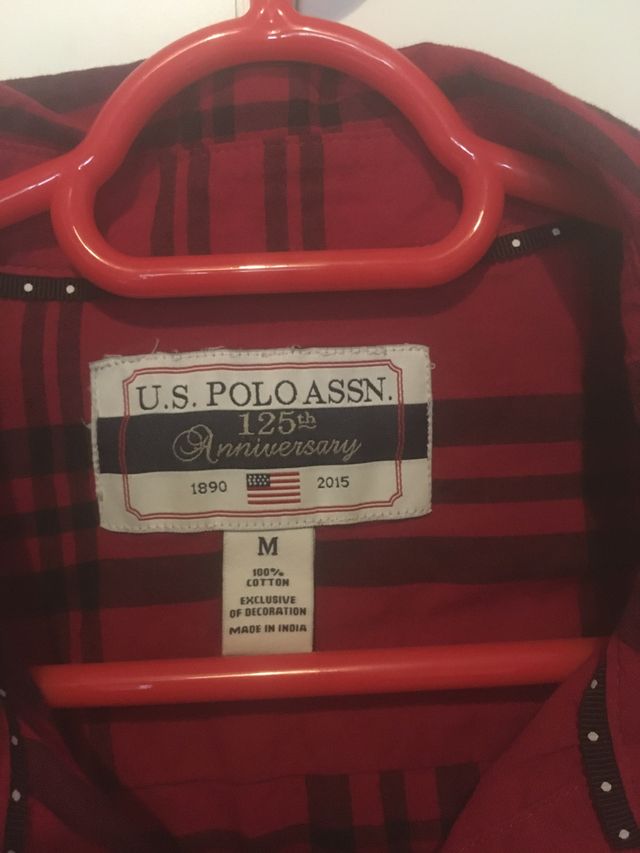 U.S. POLO ASSN.
125th
Anniversary
1890 2015
M
100%
COTTON
EXCLUSIVE
OF DECORATION
MADE IN INDIA